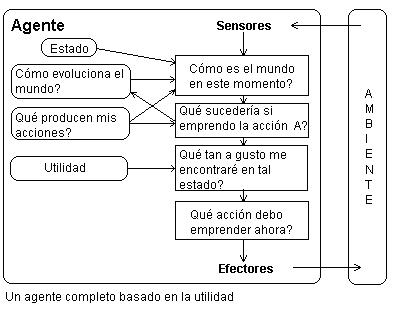 Agente
Sensores
Estado
Cómo evoluciona el
mundo?
Cómo es el mundo
en este momento?
Qué producen mis
acciones?
Qué sucedería si
emprendo la acción A?
Utilidad
Qué tan a gusto me
encontraré en tal
estado?
Qué acción debo
emprender ahora?
Efectores
A
M
B
I
E
N
T
E
Un agente completo basado en la utilidad